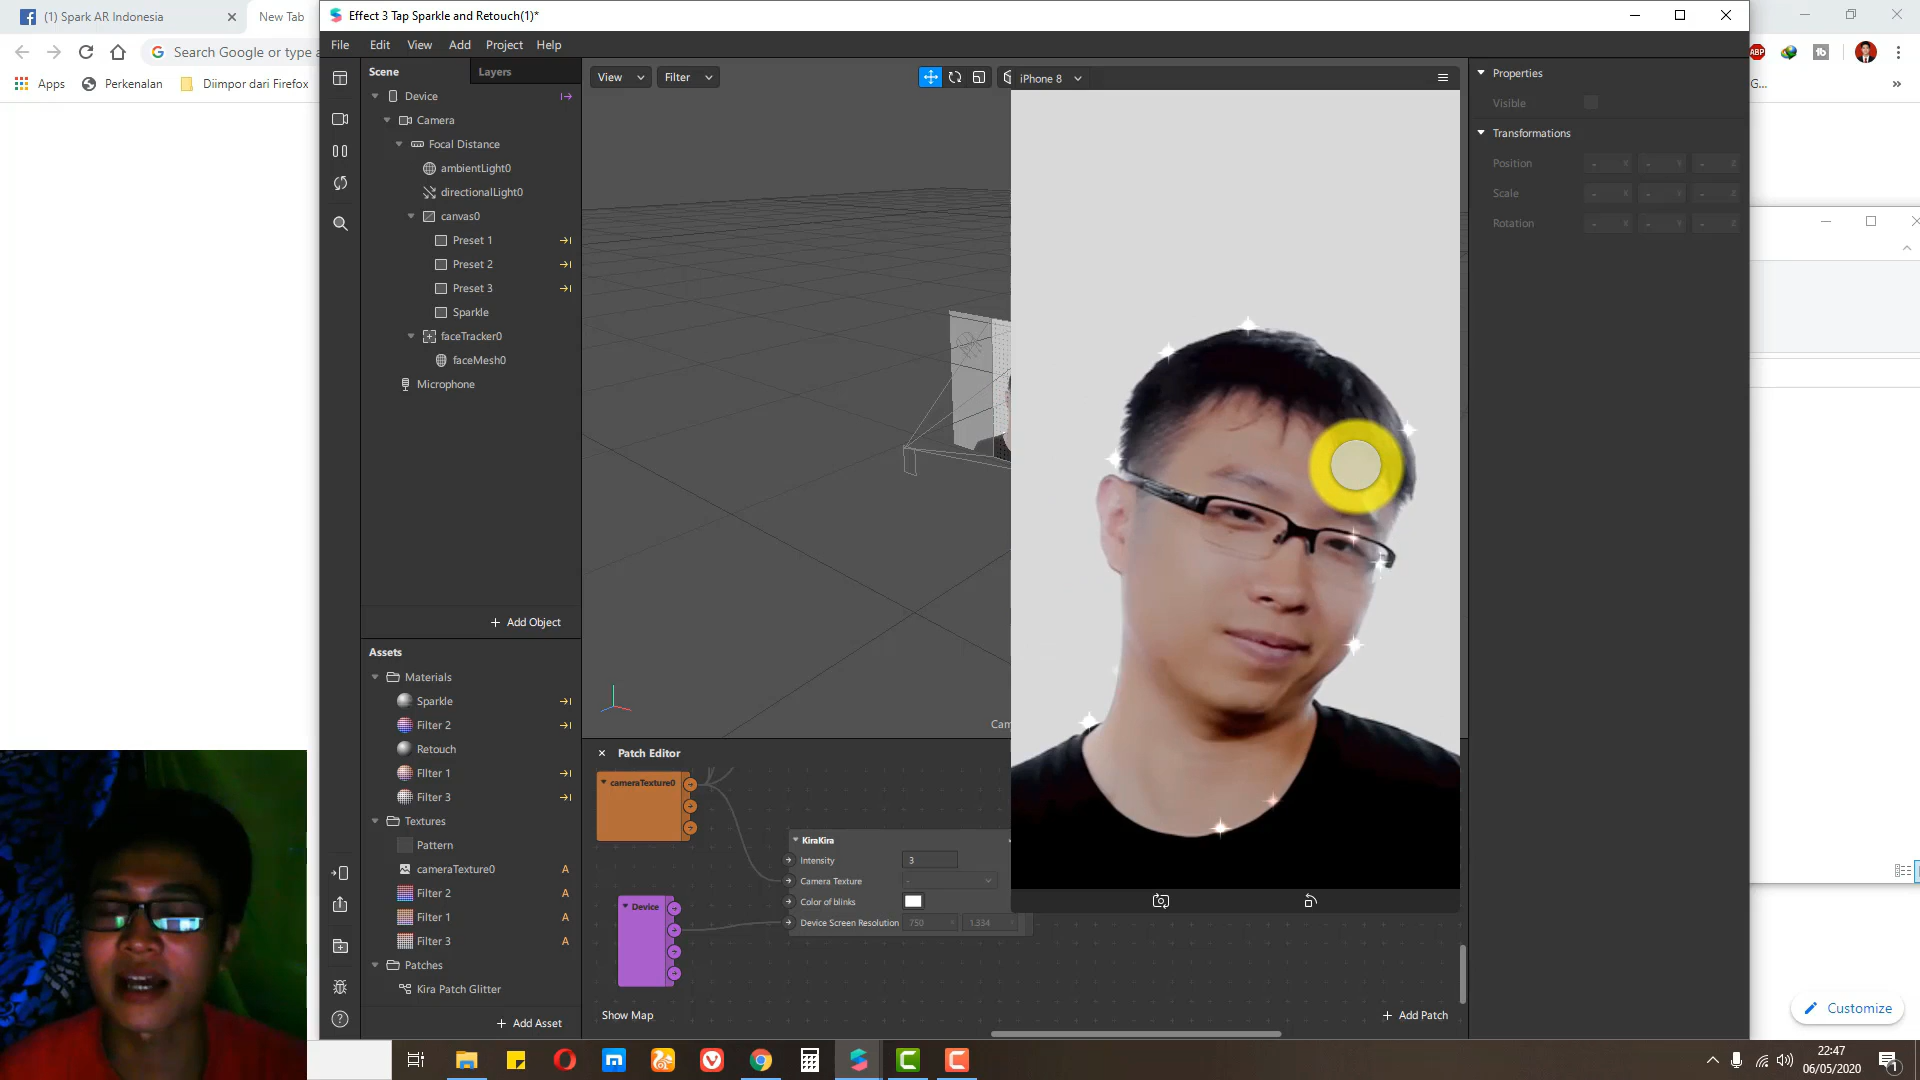 (1) Spark AR Indonesia
New Tab
Search Google or type a
Apps
Perkenalan
Diimpor dari Firefox
Effect 3 Tap Sparkle and Retouch(1)*
File
Edit
View
Add
Project
Help
Scene
Layers
Device
Camera
Focal Distance
ambientLight0
directionalLight0
canvas0
Preset 1
Preset 2
Preset 3
Sparkle
faceTracker0
faceMesh0
Microphone
+ Add Object
Assets
Materials
Sparkle
Filter 2
Retouch
FIlter 1
Filter 3
Textures
Pattern
cameraTexture0
A
Filter 2
A
Filter 1
A
Filter 3
A
Patches
Kira Patch Glitter
+ Add Asset
View
Filter
iPhone 8
Cam
Patch Editor
cameraTexture0
Device
KiraKira
Intensity
3
Camera Texture
-
Color of blinks
Device Screen Resolution
750
1.334
Show Map
+ Add Patch
Properties
Visible
Transformations
Position
- X
- Y
- Z
Scale
- X
- Y
- Z
Rotation
- X
- Y
- Z
ABP
G...
»
Customize
22:47
06/05/2020
1